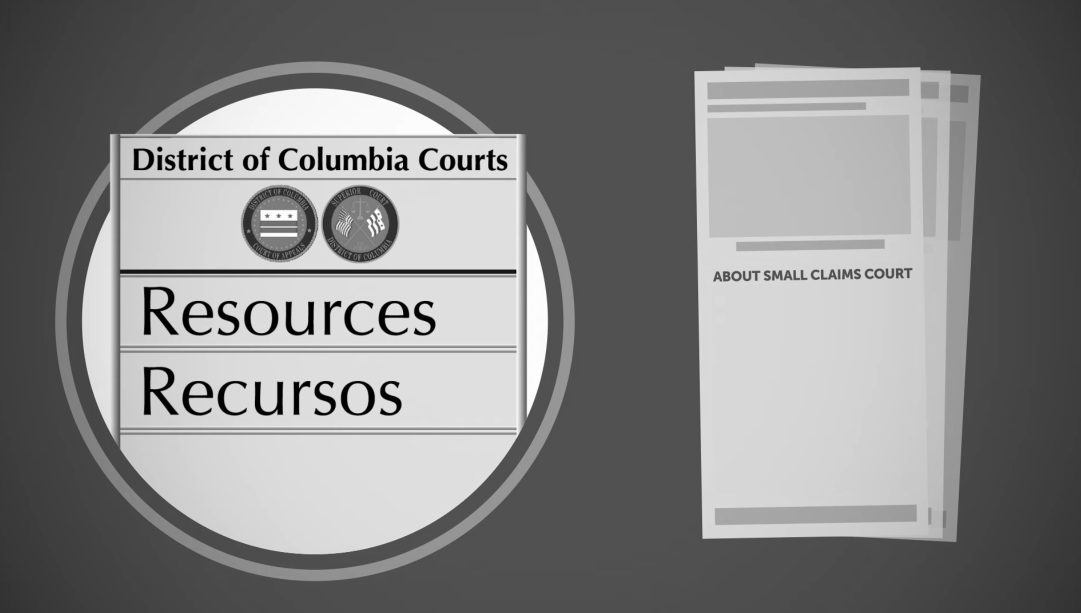 District of Columbia Courts
DISTRICT OF COLUMBIA
COURT OF APPEALS
SUPERIOR COURT
DISTRICT OF COLUMBIA
Resources
Recursos
ABOUT SMALL CLAIMS COURT